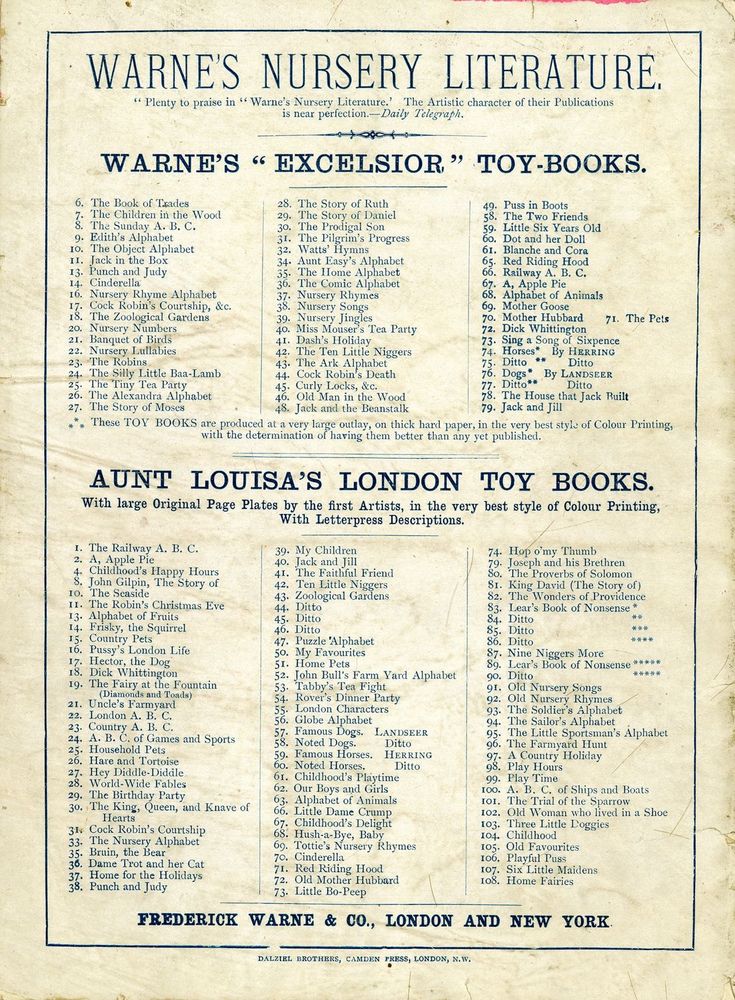 WARNE'S NURSERY LITERATURE.
" Plenty to praise in " Warne's Nursery Literature.' The Artistic character of their Publications
is near perfection.—Daily Telegraph.
WARNE'S " EXCELSIOR " TOY-BOOKS.
6. The Book of Trades
7. The Children in the Wood
8. The Sunday A. B. C.
9. Edith's Alphabet
10. The Object Alphabet
11. Jack in the Box
13. Punch and Judy
14. Cinderella
16. Nursery Rhyme Alphabet
17. Cock Robin's Courtship, &c.
18. The Zoological Gardens
20. Nursery Numbers
21. Banquet of Birds
22. Nursery Lullabies
23. The Robins
24. The Silly Little Baa-Lamb
25. The Tiny Tea Party
26. The Alexandra Alphabet
27. The Story of Moses
28. The Story of Ruth
29. The Story of Daniel
30. The Prodigal Son
31. The Pilgrim's Progress
32. Watts' Hymns
34. Aunt Easy's Alphabet
35. The Home Alphabet
36. The Comic Alphabet
37. Nursery Rhymes
38. Nursery Songs
39. Nursery Jingles
40. Miss Mouser's Tea Party
41. Dash's Holiday
42. The Ten Little Niggers
43. The Ark Alphabet
44. Cock Robin's Death
45. Curly Locks, &c.
46. Old Man in the Wood
48. Jack and the Beanstalk
49. Puss in Boots
58. The Two Friends
59. Little Six Years Old
60. Dot and her Doll
61. Blanche and Cora
65. Red Riding Hood
66. Railway A. B. C.
67. A, Apple Pie
68. Alphabet of Animals
69. Mother Goose
70. Mother Hubbard 71. The Pets
72. Dick Whittington
73. Sing a Song of Sixpence
74. Horses* By HERRING
75. Ditto ** Ditto
76. Dogs* By LANDSEER
77. Ditto** Ditto
78. The House that Jack Built
79. Jack and Jill
*** These TOY BOOKS are produced at a very large outlay, on thick hard paper, in the very best style of Colour Printing,
with the determination of having them better than any yet published.
AUNT LOUISA'S LONDON TOY BOOKS.
With large Original Page Plates by the first Artists, in the very best style of Colour Printing,
With Letterpress Descriptions.
1. The Railway A. B. C.
2. A, Apple Pie
4. Childhood's Happy Hours
8. John Gilpin, The Story of
10. The Seaside
11. The Robin's Christmas Eve
13. Alphabet of Fruits
14. Frisky, the Squirrel
15. Country Pets
16. Pussy's London Life
17. Hector, the Dog
18. Dick Whittington
19. The Fairy at the Fountain
(Diamonds and Toads)
21. Uncle's Farmyard
22. London A. B. C.
23. Country A. B. C.
24. A. B. C. of Games and Sports
25. Household Pets
26. Hare and Tortoise
27. Hey Diddle-Diddle
28. World-Wide Fables
29. The Birthday Party
30. The King, Queen, and Knave of
Hearts
31. Cock Robin's Courtship
33. The Nursery Alphabet
35. Bruin, the Bear
36. Dame Trot and her Cat
37. Home for the Holidays
38. Punch and Judy
39. My Children
40. Jack and Jill
41. The Faithful Friend
42. Ten Little Niggers
43. Zoological Gardens
44. Ditto
45. Ditto
46. Ditto
47. Puzzle Alphabet
50. My Favourites
51. Home Pets
52. John Bull's Farm Yard Alphabet
53. Tabby's Tea Fight
54. Rover's Dinner Party
55. London Characters
56. Globe Alphabet
57. Famous Dogs. LANDSEER
58. Noted Dogs. Ditto
59. Famous Horses. HERRING
60. Noted Horses. Ditto
61. Childhood's Playtime
62. Our Boys and Girls
63. Alphabet of Animals
66. Little Dame Crump
67. Childhood's Delight
68. Hush-a-Bye, Baby
69. Tottie's Nursery Rhymes
70. Cinderella
71. Red Riding Hood
72. Old Mother Hubbard
73. Little Bo-Peep
74. Hop o'my Thumb
79. Joseph and his Brethren
80. The Proverbs of Solomon
81. King David (The Story of)
82. The Wonders of Providence
83. Lear's Book of Nonsense *
84. Ditto **
85. Ditto ***
86. Ditto ****
87. Nine Niggers More
89. Lear's Book of Nonsense *****
90. Ditto *****
91. Old Nursery Songs
92. Old Nursery Rhymes
93. The Soldier's Alphabet
94. The Sailor's Alphabet
95. The Little Sportsman's Alphabet
96. The Farmyard Hunt
97. A Country Holiday
98. Play Hours
99. Play Time
100. A. B. C. of Ships and Boats
101. The Trial of the Sparrow
102. Old Woman who lived in a Shoe
103. Three Little Doggies
104. Childhood
105. Old Favourites
106. Playful Puss
107. Six Little Maidens
108. Home Fairies
FREDERICK WARNE & CO., LONDON AND NEW YORK
DALZIEL BROTHERS, CAMDEN PRESS, LONDON, N.W.